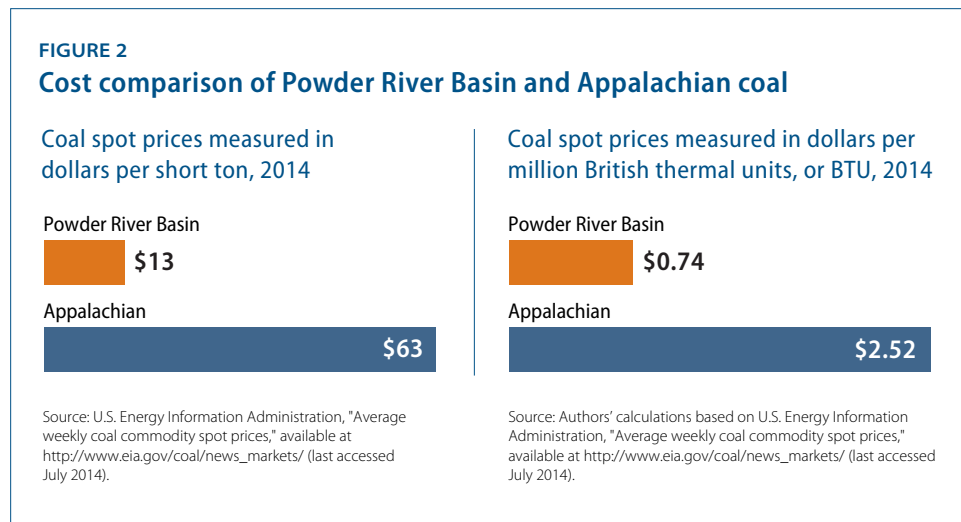 FIGURE 2
Cost comparison of Powder River Basin and Appalachian coal
Coal spot prices measured in
dollars per short ton, 2014
Powder River Basin
$13
Appalachian
$63
Source: U.S. Energy Information Administration, "Average
weekly coal commodity spot prices," available at
http://www.eia.gov/coal/news_markets/ (last accessed
July 2014).
Coal spot prices measured in dollars per
million British thermal units, or BTU, 2014
Powder River Basin
$0.74
Appalachian
$2.52
Source: Authors’ calculations based on U.S. Energy Information
Administration, "Average weekly coal commodity spot prices,"
available at http://www.eia.gov/coal/news_markets/ (last accessed
July 2014).